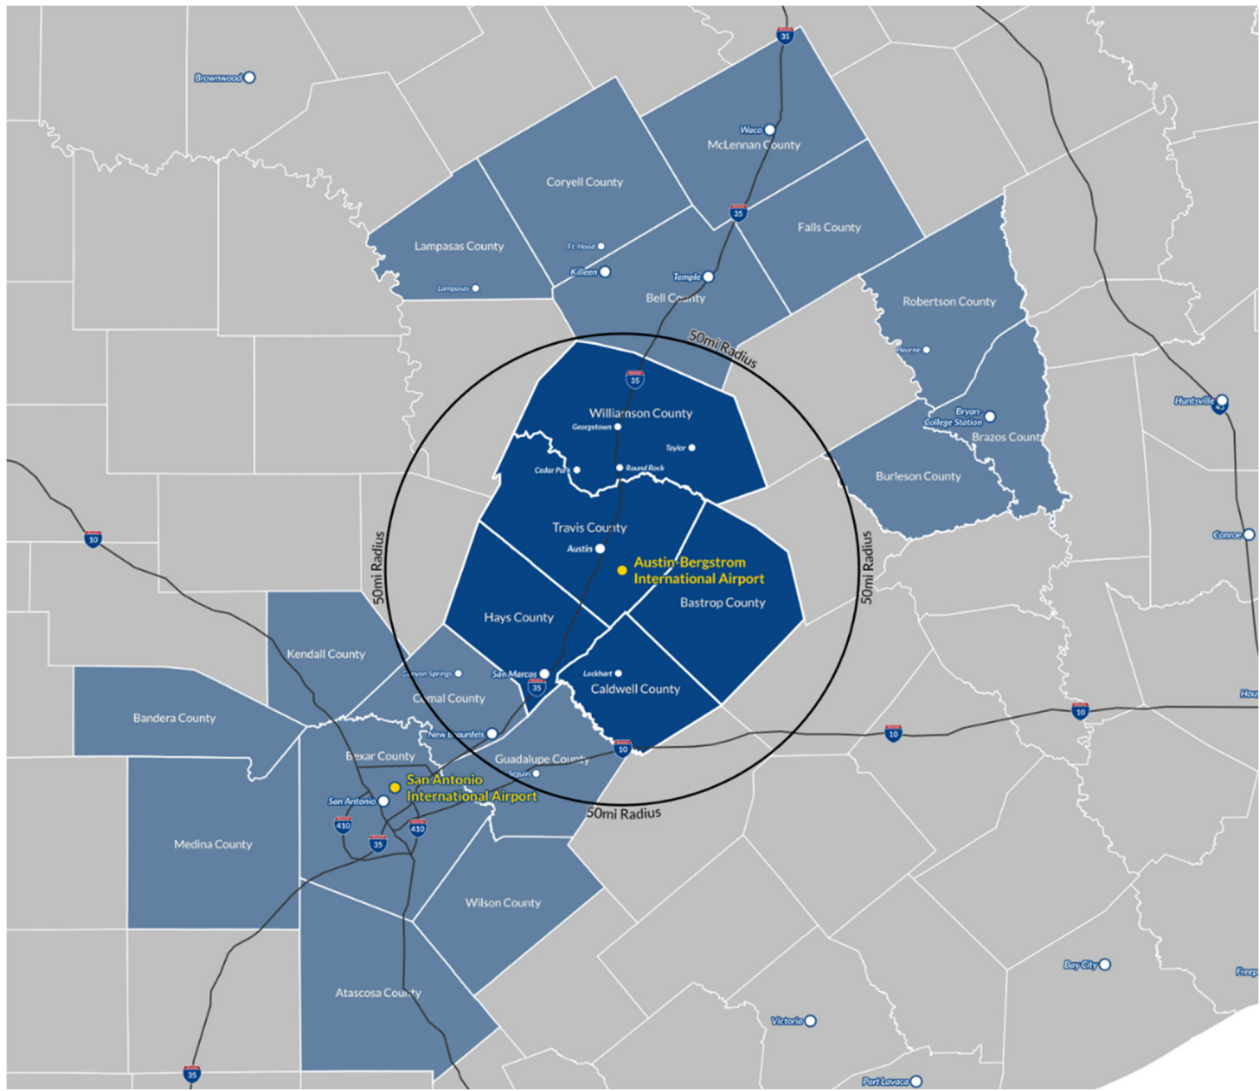 35
Brownwood
Waco
McLennan County
Coryell County
35
Falls County
Lampasas County
Ft. Hood
Killeen
Temple
Lampasas
Bell County
Robertson County
50mi Radius
Hearne
35
Huntsville
45
Williamson County
Georgetown
Bryan-
College Station
Brazos County
Taylor
Cedar Park
Round Rock
Burleson County
Travis County
10
Conroe
Austin
50mi Radius
50mi Radius
Austin-Bergstrom
International Airport
Bastrop County
Hays County
Kendall County
Canyon Springs
San Marcos
Lockhart
35
Caldwell County
Comal County
Bandera County
10
New Braunfels
10
10
Bexar County
Guadalupe County
Seguin
San Antonio
International Airport
San Antonio
50mi Radius
410
410
35
Medina County
Wilson County
Bay City
Atascosa County
Victoria
35
Port Lavaca